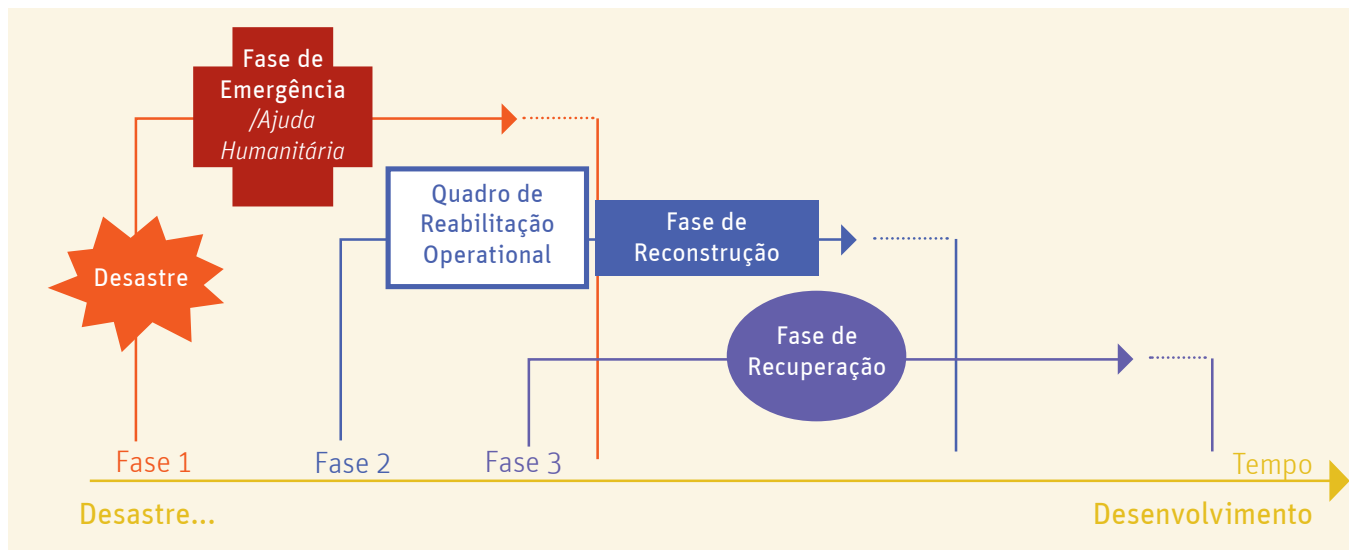 Fase de
Emergência
/Ajuda
Humanitária
Desastre
Quadro de
Reabilitação
Operational
Fase de
Reconstrução
Fase de
Recuperação
Fase 1
Fase 2
Fase 3
Tempo
Desastre...
Desenvolvimento